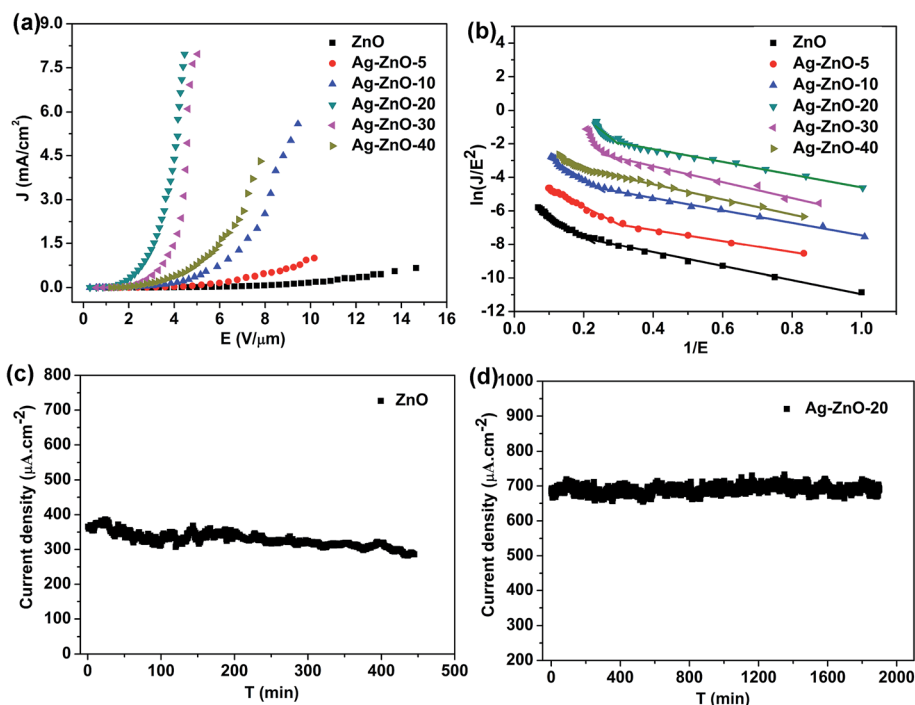 (a)
9.0
7.5
6.0
4.5
3.0
1.5
0.0
J (mA/cm²)
0 2 4 6 8 10 12 14 16
E (V/μm)
ZnO
Ag-ZnO-5
Ag-ZnO-10
Ag-ZnO-20
Ag-ZnO-30
Ag-ZnO-40
(b)
4
2
0
-2
-4
-6
-8
-10
-12
ln(J/E²)
0.0 0.2 0.4 0.6 0.8 1.0
1/E
ZnO
Ag-ZnO-5
Ag-ZnO-10
Ag-ZnO-20
Ag-ZnO-30
Ag-ZnO-40
(c)
800
700
600
500
400
300
200
100
0
Current density (μA.cm⁻²)
0 100 200 300 400 500
T (min)
ZnO
(d)
1000
900
800
700
600
500
400
300
200
Current density (μA.cm⁻²)
0 400 800 1200 1600 2000
T (min)
Ag-ZnO-20